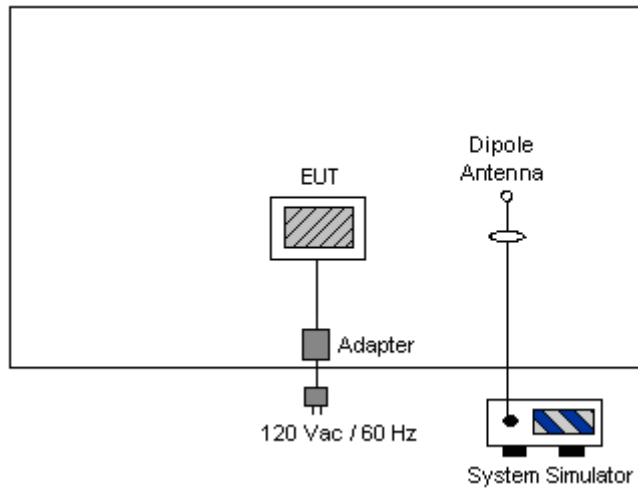 Dipole
Antenna
EUT
Adapter
120 Vac / 60 Hz
System Simulator